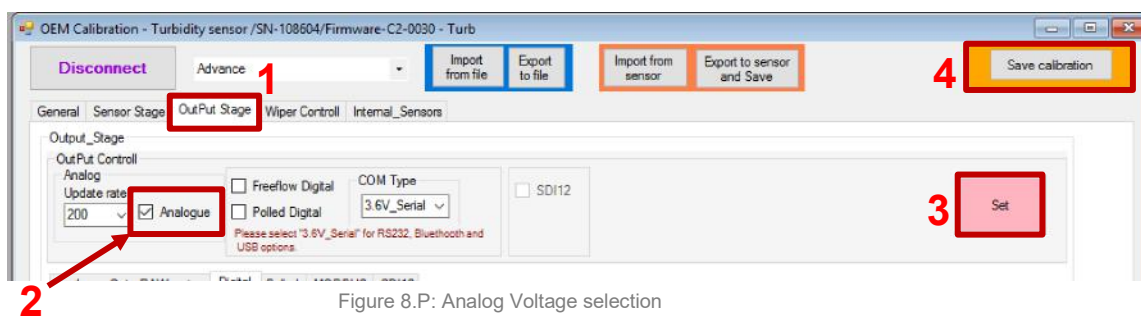 OEM Calibration - Turbidity sensor /SN-108604/Firmware-C2-0030 - Turb
Disconnect
Advance
Import from file
Export to file
Import from sensor
Export to sensor and Save
Save calibration
1
4
General Sensor Stage OutPut Stage Wiper Controll Internal_Sensors
Output_Stage
OutPut Controll
Analog
Update rate
200
Analogue
Freeflow Digital
Polled Digital
COM Type
3.6V_Serial
Please select "3.6V_Serial" for RS232, Bluethooth and
USB options.
SDI12
3
Set
Digital
2
Figure 8.P: Analog Voltage selection